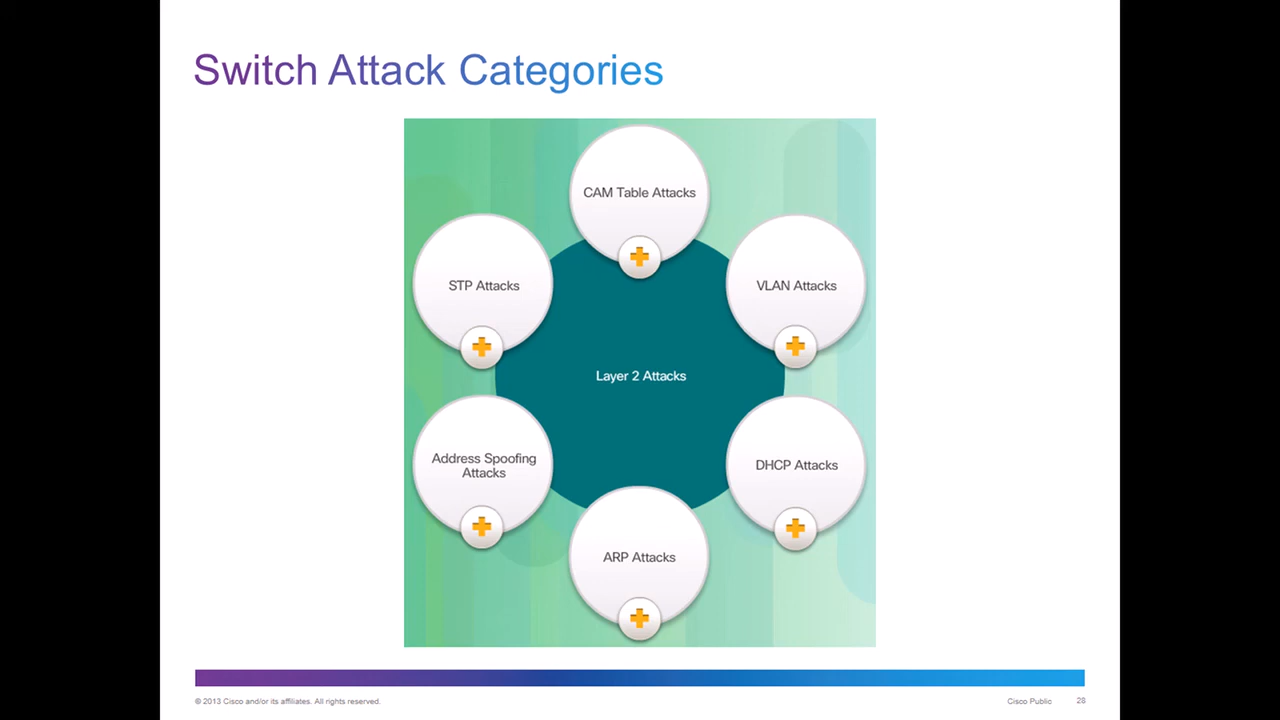 Switch Attack Categories
CAM Table Attacks
STP Attacks
VLAN Attacks
Layer 2 Attacks
Address Spoofing
Attacks
DHCP Attacks
ARP Attacks
© 2013 Cisco and/or its affiliates. All rights reserved.
Cisco Public
28